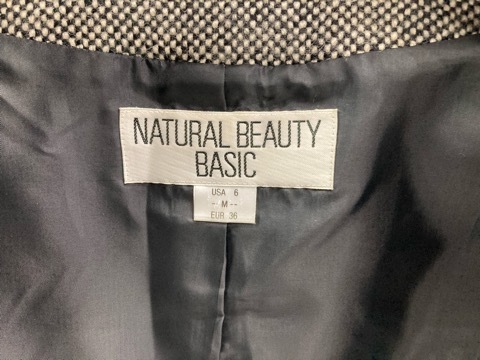 NATURAL BEAUTY
BASIC
USA 6
- M --
EUR 36